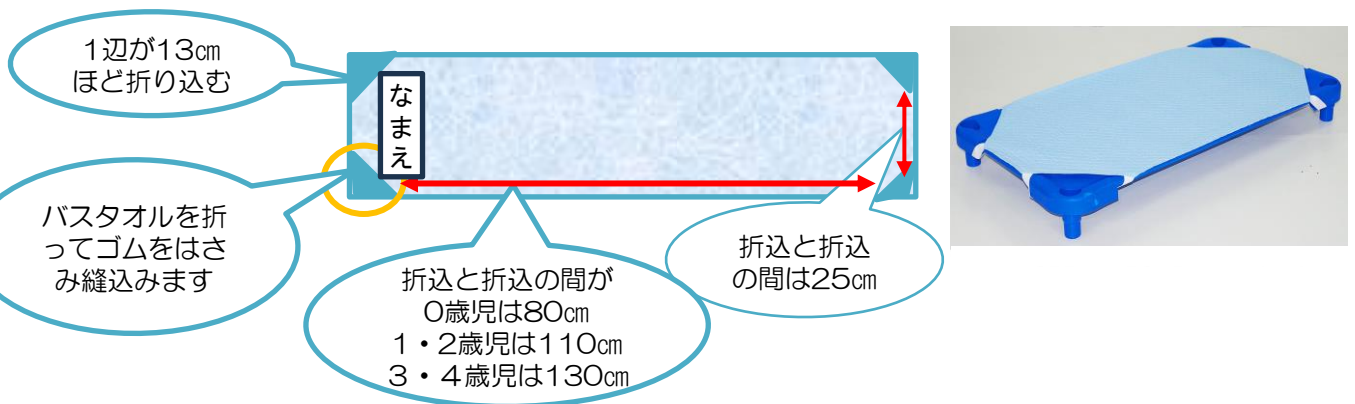 1辺が13㎝
ほど折り込む
なまえ
バスタオルを折
ってゴムをはさ
み縫込みます
折込と折込の間が
0歳児は80㎝
1・2歳児は110㎝
3・4歳児は130㎝
折込と折込
の間は25㎝